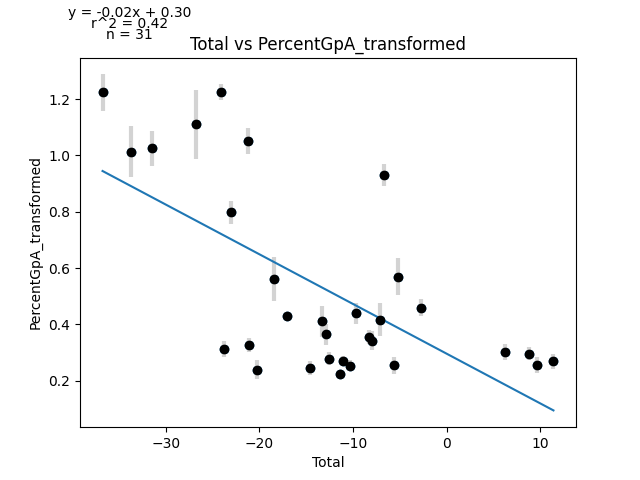 y = -0.02x + 0.30
r^2 = 0.42
n = 31
Total vs PercentGpA_transformed
PercentGpA_transformed
1.2
1.0
0.8
0.6
0.4
0.2
−30
−20
−10
0
10
Total